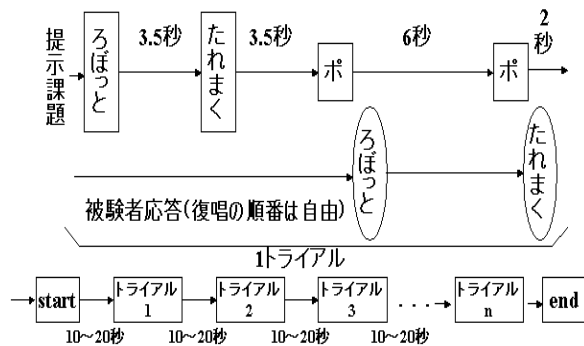 提示課題
ろぼっと
3.5秒
たれまく
3.5秒
ポ
6秒
ポ
2秒
ろぼっと
たれまく
被験者応答(復唱の順番は自由)
1トライアル
start
トライアル
1
トライアル
2
トライアル
3
・・・・
トライアル
n
end
10～20秒
10～20秒
10～20秒
10～20秒